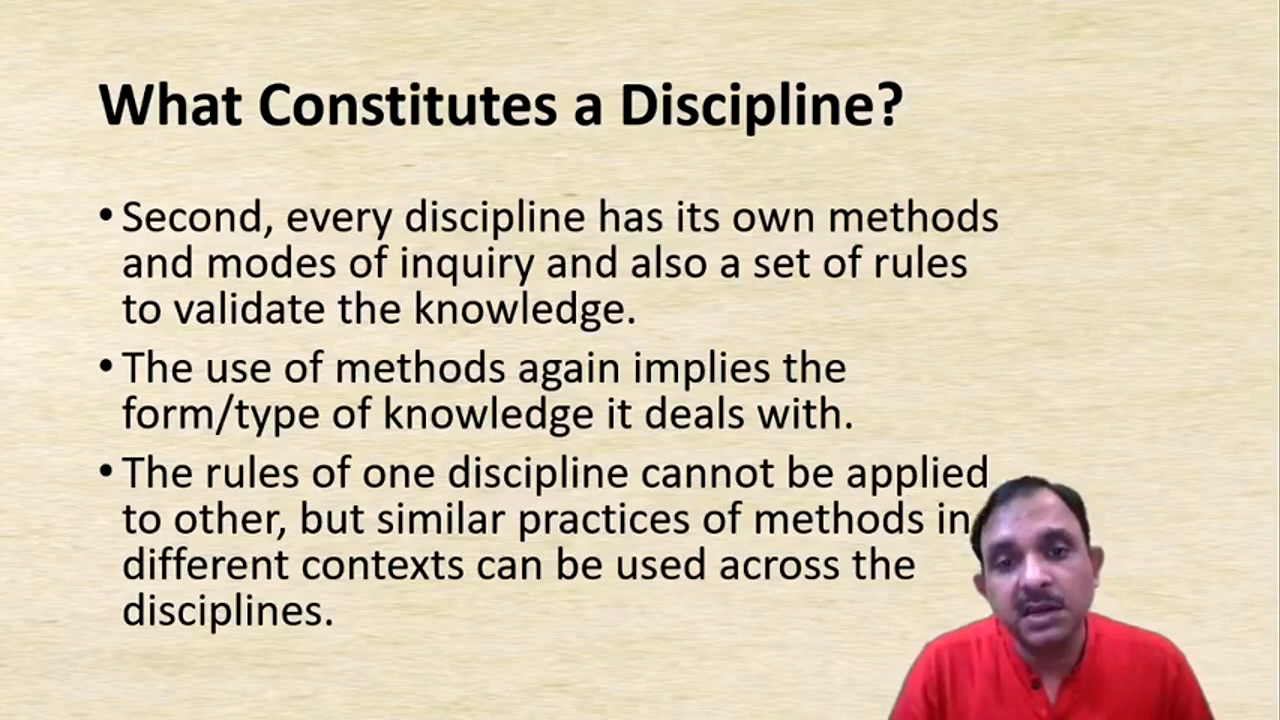 What Constitutes a Discipline?
• Second, every discipline has its own methods
and modes of inquiry and also a set of rules
to validate the knowledge.
• The use of methods again implies the
form/type of knowledge it deals with.
• The rules of one discipline cannot be applied
to other, but similar practices of methods in
different contexts can be used across the
disciplines.